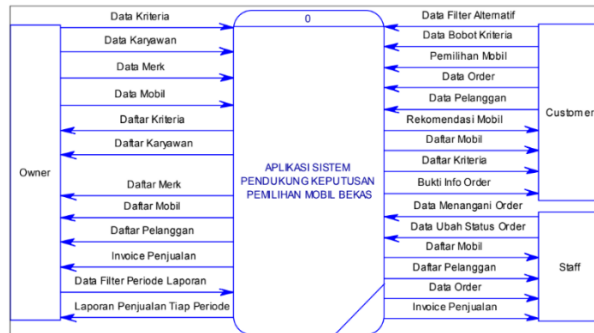 0
Data Kriteria
Data Karyawan
Data Merk
Data Mobil
Daftar Kriteria
Daftar Karyawan
Owner
Daftar Merk
Daftar Mobil
Daftar Pelanggan
Invoice Penjualan
Data Filter Periode Laporan
Laporan Penjualan Tiap Periode
APLIKASI SISTEM
PENDUKUNG KEPUTUSAN
PEMILIHAN MOBIL BEKAS
Data Filter Alternatif
Data Bobot Kriteria
Pemilihan Mobil
Data Order
Data Pelanggan
Customer
Rekomendasi Mobil
Daftar Mobil
Daftar Kriteria
Bukti Info Order
Data Menangani Order
Data Ubah Status Order
Daftar Mobil
Staff
Daftar Pelanggan
Data Order
Invoice Penjualan